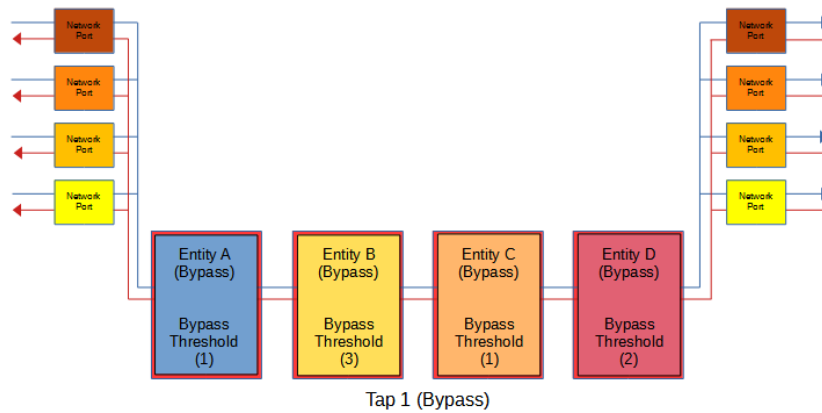 Network
Port
Network
Port
Network
Port
Network
Port
Network
Port
Network
Port
Network
Port
Network
Port
Entity A
(Bypass)
Bypass
Threshold
(1)
Entity B
(Bypass)
Bypass
Threshold
(3)
Entity C
(Bypass)
Bypass
Threshold
(1)
Entity D
(Bypass)
Bypass
Threshold
(2)
Tap 1 (Bypass)